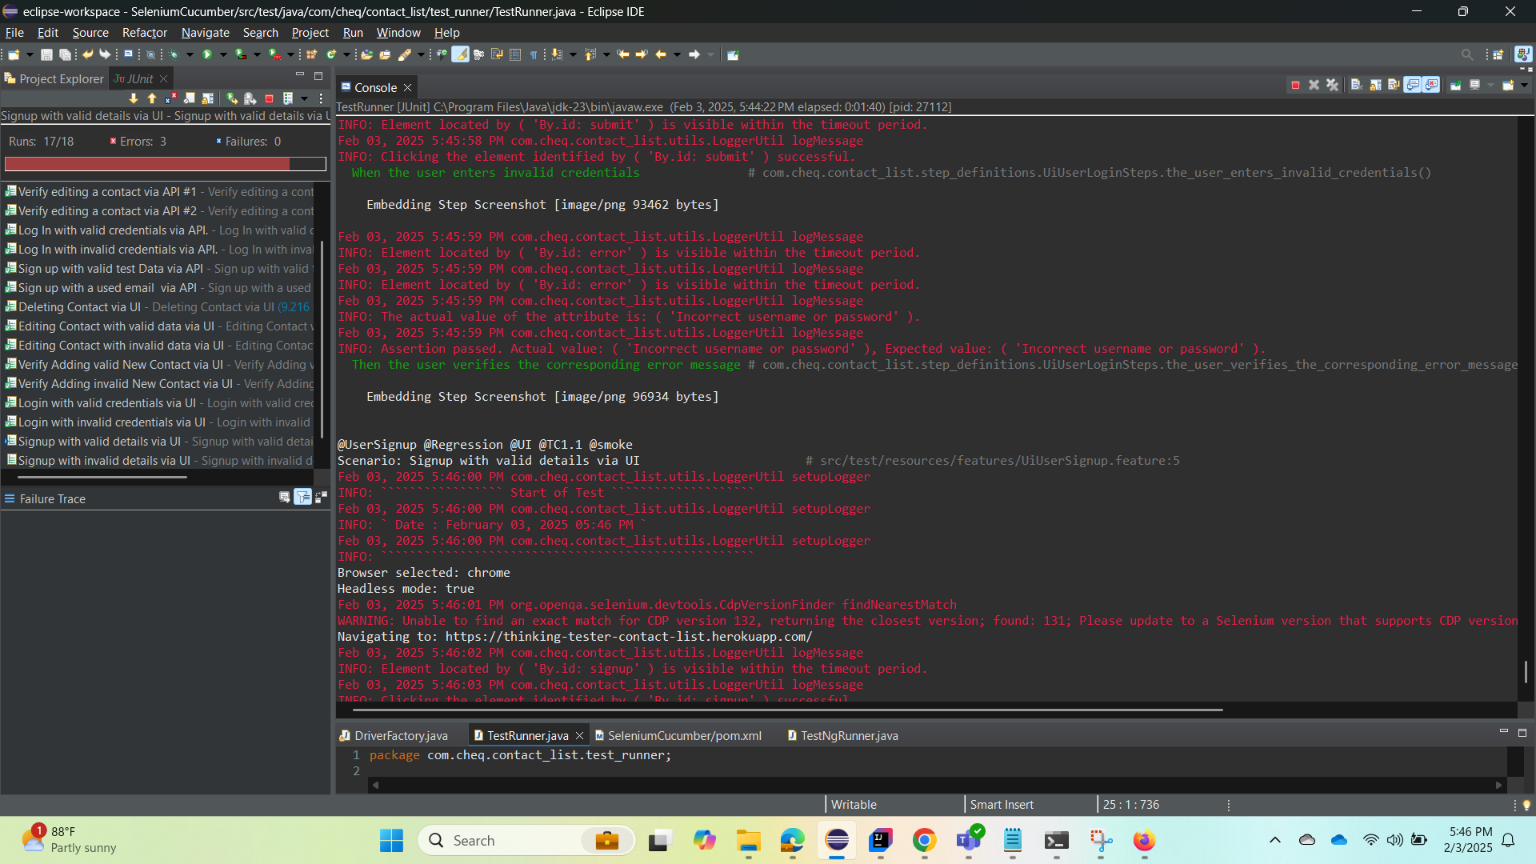 eclipse-workspace - SeleniumCucumber/src/test/java/com/cheq/contact_list/test_runner/TestRunner.java - Eclipse IDE
File Edit Source Refactor Navigate Search Project Run Window Help
Project Explorer JUnit
Signup with valid details via UI - Signup with valid details via U
Runs: 17/18 Errors: 3 Failures: 0
Verify editing a contact via API #1 - Verify editing a cont
Verify editing a contact via API #2 - Verify editing a cont
Log In with valid credentials via API. - Log In with valid c
Log In with invalid credentials via API. - Log In with inva
Sign up with valid test Data via API - Sign up with valid
Sign up with a used email via API - Sign up with a used
Deleting Contact via UI - Deleting Contact via UI (9.216
Editing Contact with valid data via UI - Editing Contact v
Editing Contact with invalid data via UI - Editing Contac
Verify Adding valid New Contact via UI - Verify Adding v
Verify Adding invalid New Contact via UI - Verify Adding
Login with valid credentials via UI - Login with valid cred
Login with invalid credentials via UI - Login with invalid
Signup with valid details via UI - Signup with valid detai
Signup with invalid details via UI - Signup with invalid d
Failure Trace
Console
TestRunner [JUnit] C:\Program Files\Java\jdk-23\bin\javaw.exe (Feb 3, 2025, 5:44:22 PM elapsed: 0:01:40) [pid: 27112]
INFO: Element located by ( 'By.id: submit' ) is visible within the timeout period.
Feb 03, 2025 5:45:58 PM com.cheq.contact_list.utils.LoggerUtil logMessage
INFO: Clicking the element identified by ( 'By.id: submit' ) successful.
When the user enters invalid credentials # com.cheq.contact_list.step_definitions.UiUserLoginSteps.the_user_enters_invalid_credentials()
Embedding Step Screenshot [image/png 93462 bytes]
Feb 03, 2025 5:45:59 PM com.cheq.contact_list.utils.LoggerUtil logMessage
INFO: Element located by ( 'By.id: error' ) is visible within the timeout period.
Feb 03, 2025 5:45:59 PM com.cheq.contact_list.utils.LoggerUtil logMessage
INFO: Element located by ( 'By.id: error' ) is visible within the timeout period.
Feb 03, 2025 5:45:59 PM com.cheq.contact_list.utils.LoggerUtil logMessage
INFO: The actual value of the attribute is: ( 'Incorrect username or password' ).
Feb 03, 2025 5:45:59 PM com.cheq.contact_list.utils.LoggerUtil logMessage
INFO: Assertion passed. Actual value: ( 'Incorrect username or password' ), Expected value: ( 'Incorrect username or password' ).
Then the user verifies the corresponding error message # com.cheq.contact_list.step_definitions.UiUserLoginSteps.the_user_verifies_the_corresponding_error_message
Embedding Step Screenshot [image/png 96934 bytes]
@UserSignup @Regression @UI @TC1.1 @smoke
Scenario: Signup with valid details via UI # src/test/resources/features/UiUserSignup.feature:5
Feb 03, 2025 5:46:00 PM com.cheq.contact_list.utils.LoggerUtil setupLogger
INFO: ````````````````` Start of Test ````````````````````
Feb 03, 2025 5:46:00 PM com.cheq.contact_list.utils.LoggerUtil setupLogger
INFO: ` Date : February 03, 2025 05:46 PM `
Feb 03, 2025 5:46:00 PM com.cheq.contact_list.utils.LoggerUtil setupLogger
INFO: ````````````````````````````````````````````````````
Browser selected: chrome
Headless mode: true
Feb 03, 2025 5:46:01 PM org.openqa.selenium.devtools.CdpVersionFinder findNearestMatch
WARNING: Unable to find an exact match for CDP version 132, returning the closest version; found: 131; Please update to a Selenium version that supports CDP version
Navigating to: https://thinking-tester-contact-list.herokuapp.com/
Feb 03, 2025 5:46:02 PM com.cheq.contact_list.utils.LoggerUtil logMessage
INFO: Element located by ( 'By.id: signup' ) is visible within the timeout period.
Feb 03, 2025 5:46:03 PM com.cheq.contact_list.utils.LoggerUtil logMessage
INFO: Clicking the element identified by ( 'By.id: signup' ) successful.
DriverFactory.java TestRunner.java SeleniumCucumber/pom.xml TestNgRunner.java
1 package com.cheq.contact_list.test_runner;
2
Writable Smart Insert 25 : 1 : 736
1 88°F
Partly sunny
Search
5:46 PM
2/3/2025